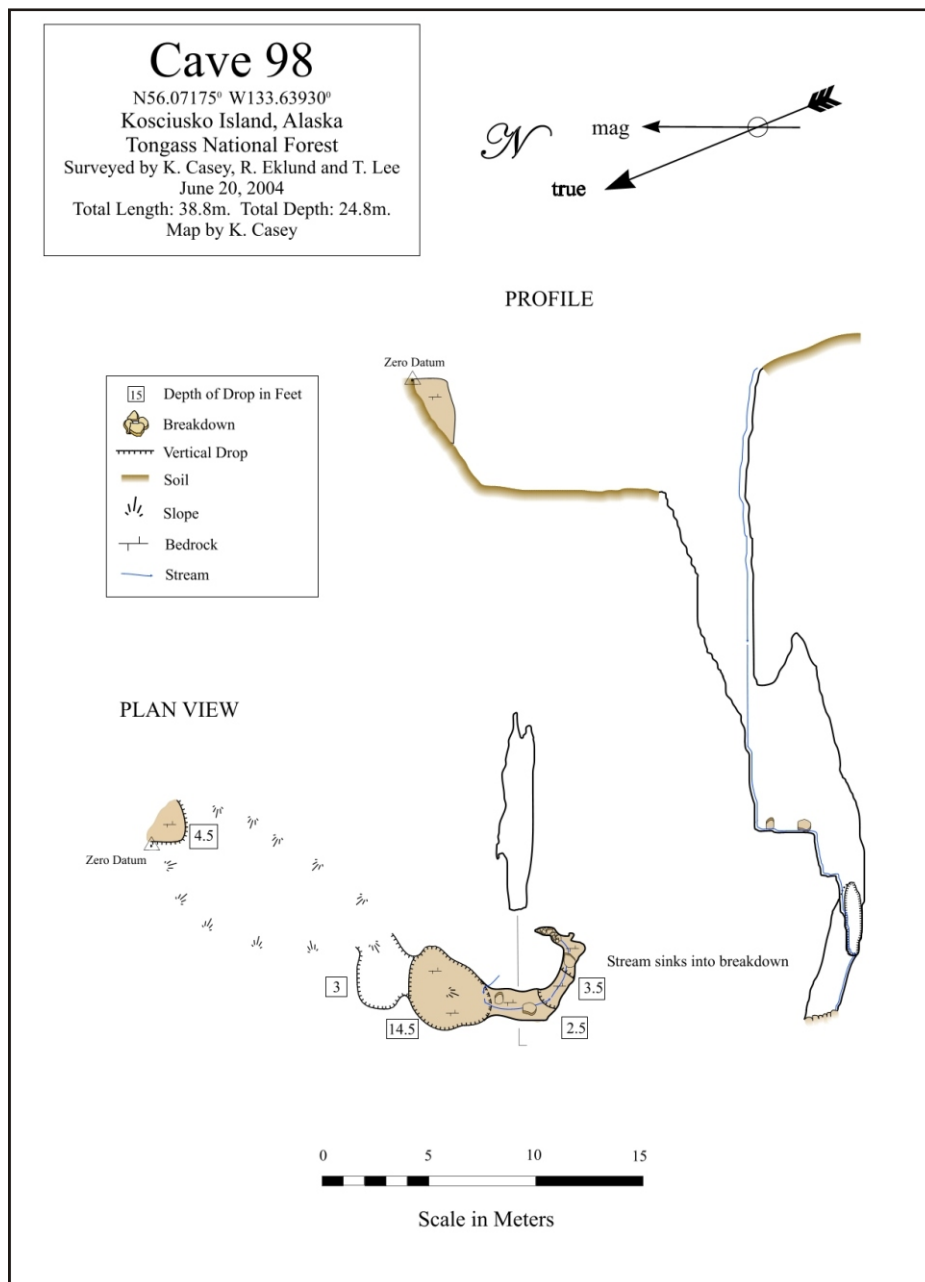 Cave 98
N56.07175⁰ W133.63930⁰
Kosciusko Island, Alaska
Tongass National Forest
Surveyed by K. Casey, R. Eklund and T. Lee
June 20, 2004
Total Length: 38.8m. Total Depth: 24.8m.
Map by K. Casey
N
mag
true
PROFILE
Zero Datum
15 Depth of Drop in Feet
Breakdown
Vertical Drop
Soil
Slope
Bedrock
Stream
PLAN VIEW
4.5
Zero Datum
Stream sinks into breakdown
3
3.5
14.5
2.5
L
0 5 10 15
Scale in Meters